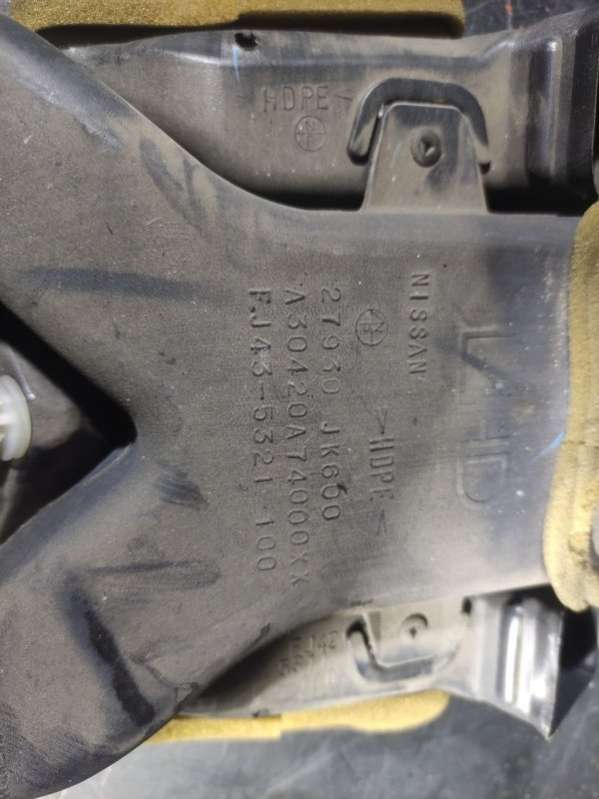 >HDPE<
LHD
NISSAN
>HDPE<
27930 JK600
A30420A74000XX
FJ43-5321 100